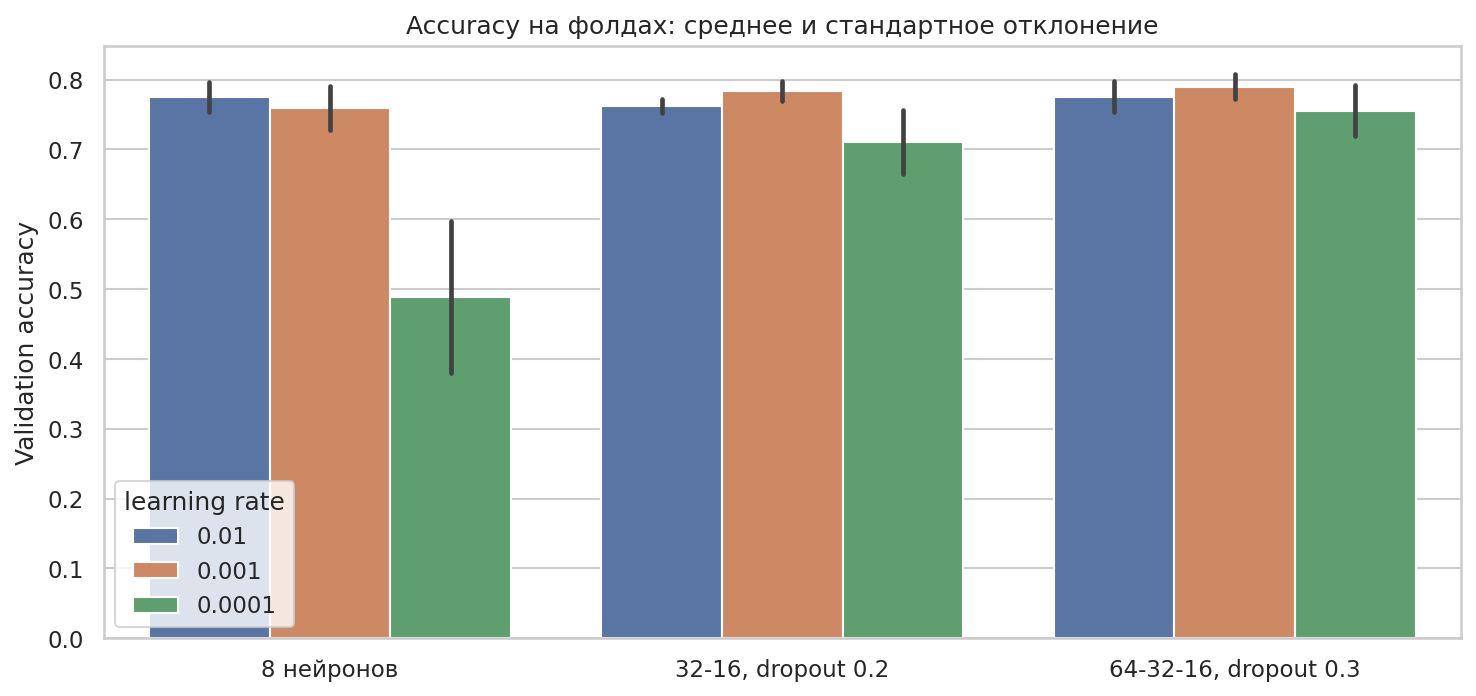 Accuracy на фолдах: среднее и стандартное отклонение
Validation accuracy
0.8
0.7
0.6
0.5
0.4
0.3
0.2
0.1
0.0
learning rate
0.01
0.001
0.0001
8 нейронов
32-16, dropout 0.2
64-32-16, dropout 0.3